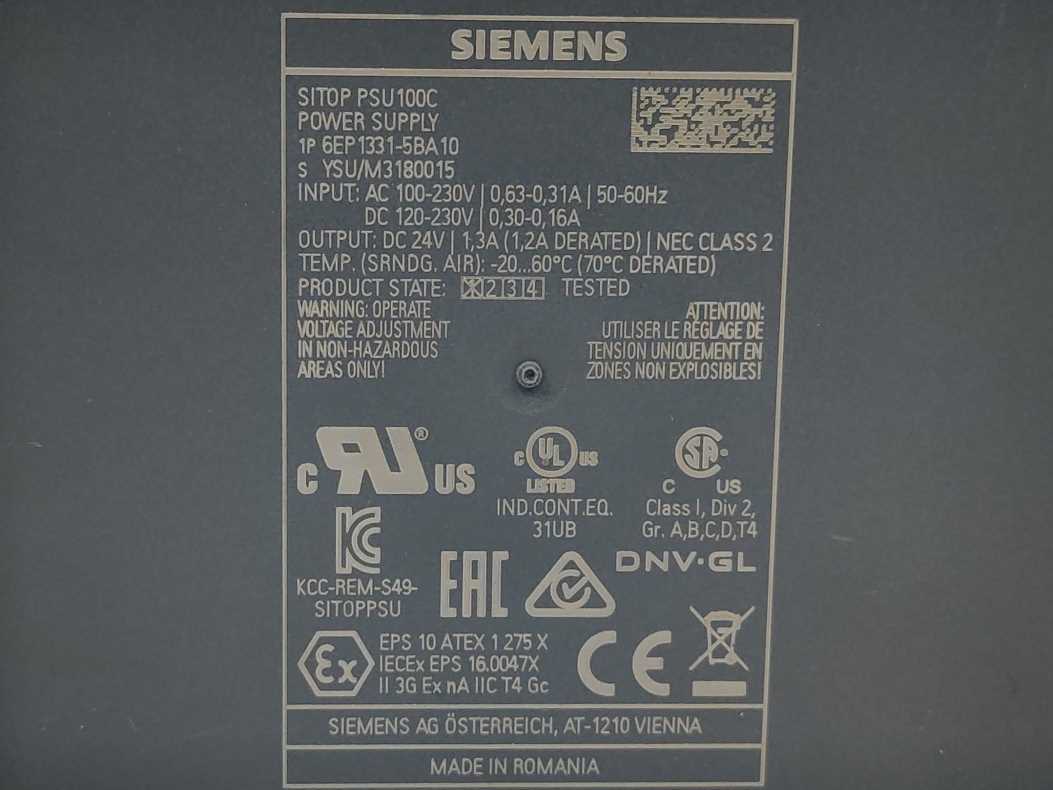 SIEMENS
SITOP PSU100C
POWER SUPPLY
1P 6EP1331-5BA10
S YSU/M3180015
INPUT: AC 100-230V | 0,63-0,31A | 50-60Hz
DC 120-230V | 0,30-0,16A
OUTPUT: DC 24V | 1,3A (1,2A DERATED) | NEC CLASS 2
TEMP. (SRNDG. AIR): -20...60°C (70°C DERATED)
PRODUCT STATE: X 2 3 4 TESTED
WARNING: OPERATE
VOLTAGE ADJUSTMENT
IN NON-HAZARDOUS
AREAS ONLY!
ATTENTION:
UTILISER LE RÉGLAGE DE
TENSION UNIQUEMENT EN
ZONES NON EXPLOSIBLES!
C RU ® US
C UL US
LISTED
IND.CONT.EQ.
31UB
SA
C US
Class I, Div 2,
Gr. A,B,C,D,T4
KC
KCC-REM-S49-
SITOPPSU
EAC
DNV·GL
Ex
EPS 10 ATEX 1 275 X
IECEx EPS 16.0047X
II 3G Ex nA IIC T4 Gc
CE
SIEMENS AG ÖSTERREICH, AT-1210 VIENNA
MADE IN ROMANIA